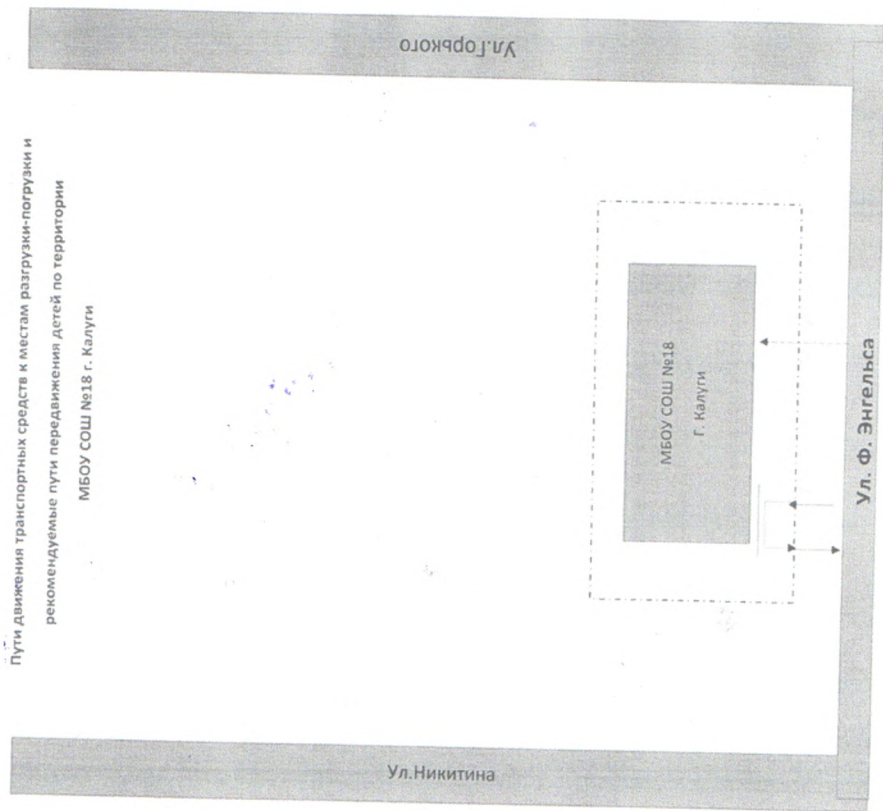 Пути движения транспортных средств к местам разгрузки-погрузки и
рекомендуемые пути передвижения детей по территории
МБОУ СОШ №18 г. Калуги
Ул.Горького
МБОУ СОШ №18
Г. Калуги
Ул. Ф. Энгельса
Ул.Никитина